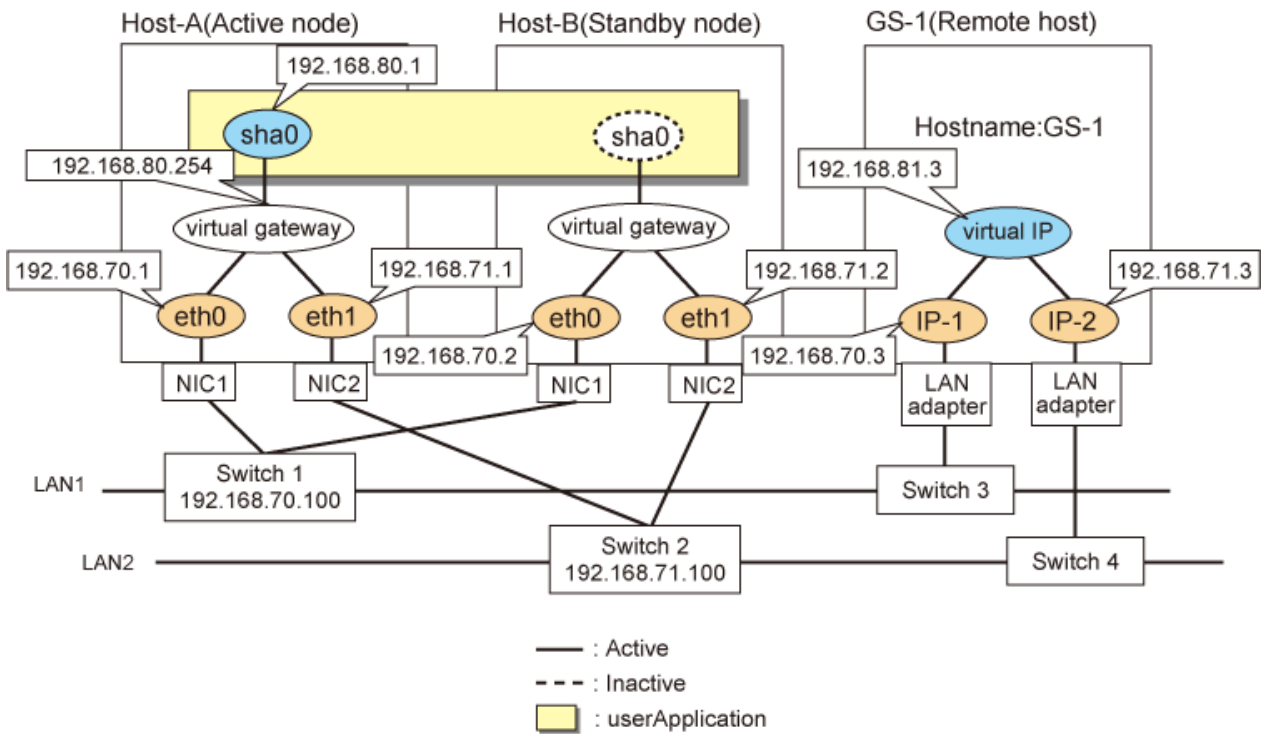 Host-A(Active node)
Host-B(Standby node)
GS-1(Remote host)
192.168.80.1
sha0
sha0
Hostname:GS-1
192.168.80.254
192.168.81.3
virtual gateway
virtual gateway
virtual IP
192.168.70.1
192.168.71.1
192.168.71.2
192.168.71.3
eth0
eth1
eth0
eth1
IP-1
IP-2
192.168.70.2
192.168.70.3
NIC1
NIC2
NIC1
NIC2
LAN
adapter
LAN
adapter
LAN1
Switch 1
192.168.70.100
Switch 3
LAN2
Switch 2
192.168.71.100
Switch 4
: Active
: Inactive
: userApplication